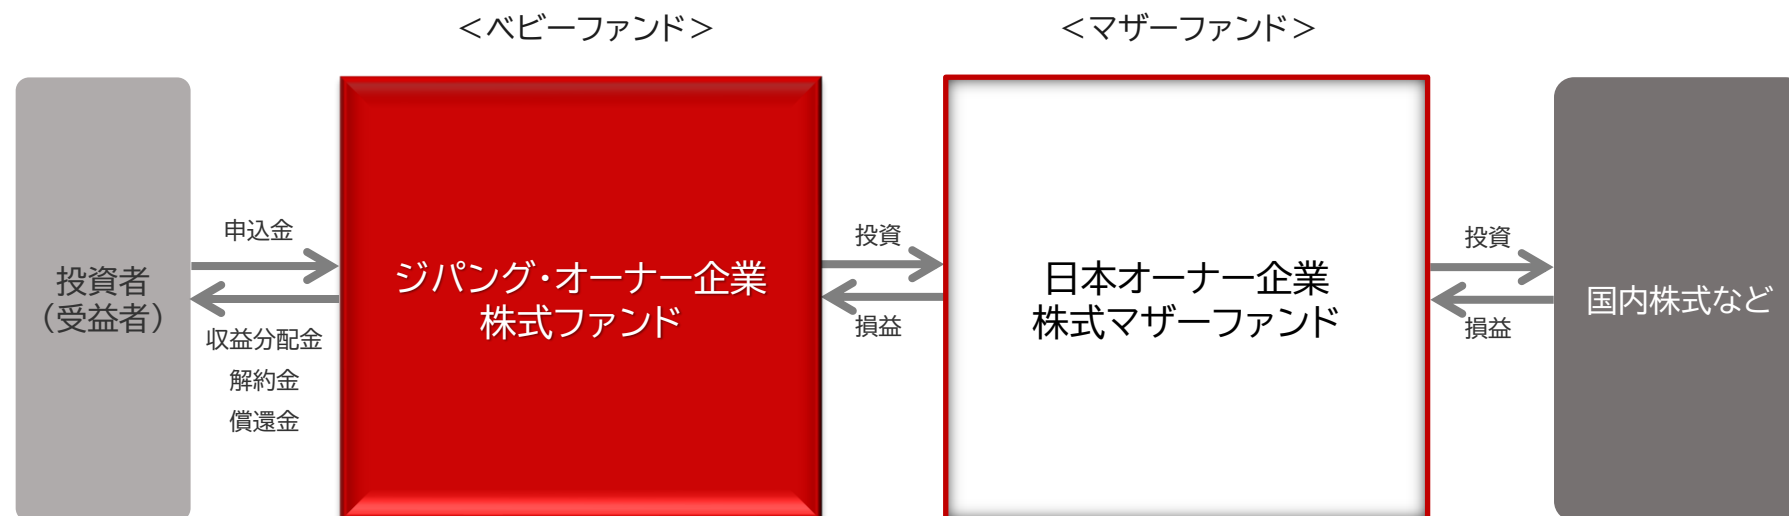 ＜ベビーファンド＞
＜マザーファンド＞
投資者
（受益者）
申込金
収益分配金
解約金
償還金
ジパング・オーナー企業
株式ファンド
投資
損益
日本オーナー企業
株式マザーファンド
投資
損益
国内株式など